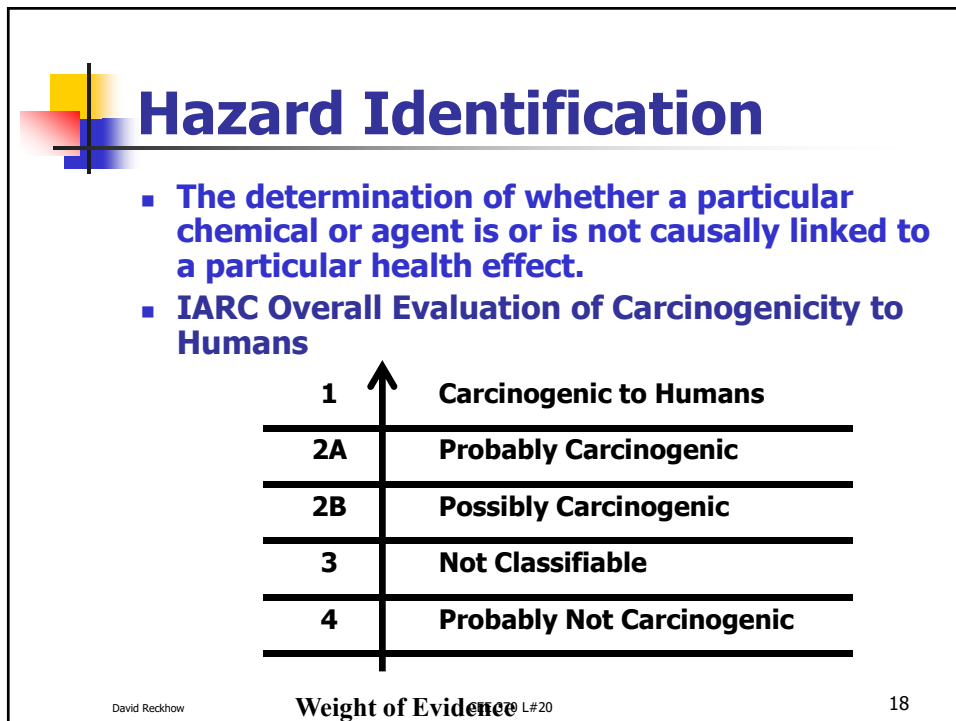 Hazard Identification
The determination of whether a particular
chemical or agent is or is not causally linked to
a particular health effect.
IARC Overall Evaluation of Carcinogenicity to
Humans
1 Carcinogenic to Humans
2A Probably Carcinogenic
2B Possibly Carcinogenic
3 Not Classifiable
4 Probably Not Carcinogenic
David Reckhow Weight of Evidence CEE 370 L#20 18